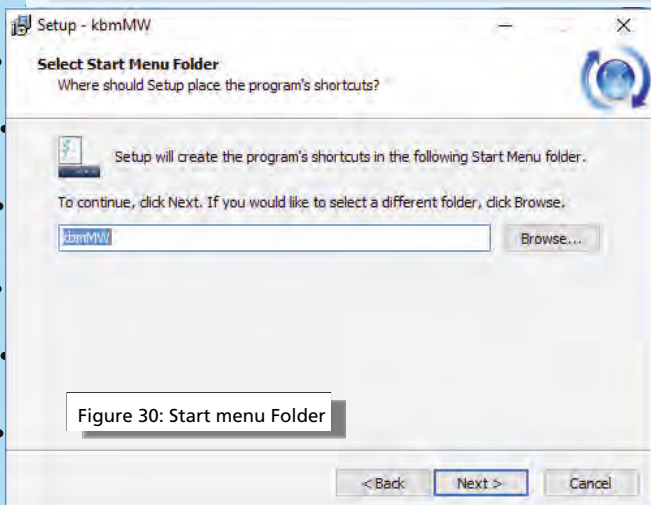 Setup - kbmMW
Select Start Menu Folder
Where should Setup place the program's shortcuts?
Setup will create the program's shortcuts in the following Start Menu folder.
To continue, click Next. If you would like to select a different folder, click Browse.
kbmMW
Browse...
Figure 30: Start menu Folder
< Back
Next >
Cancel